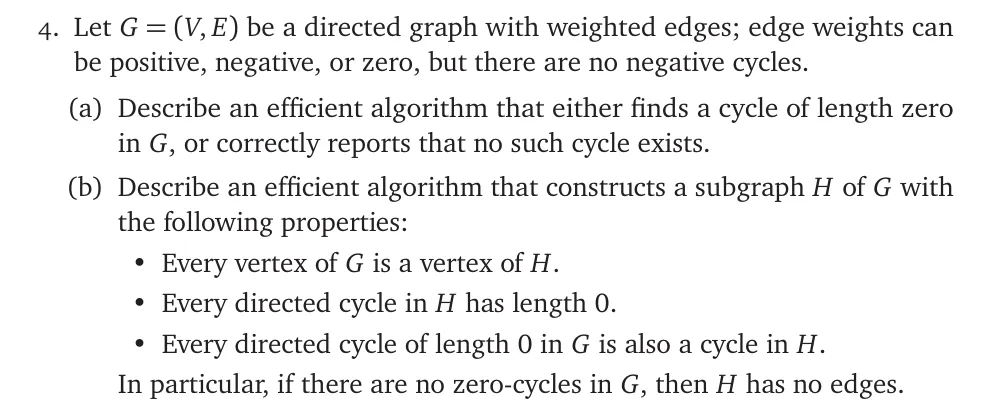 4. Let G = (V, E) be a directed graph with weighted edges; edge weights can
be positive, negative, or zero, but there are no negative cycles.
(a) Describe an efficient algorithm that either finds a cycle of length zero
in G, or correctly reports that no such cycle exists.
(b) Describe an efficient algorithm that constructs a subgraph H of G with
the following properties:
• Every vertex of G is a vertex of H.
• Every directed cycle in H has length 0.
• Every directed cycle of length 0 in G is also a cycle in H.
In particular, if there are no zero-cycles in G, then H has no edges.